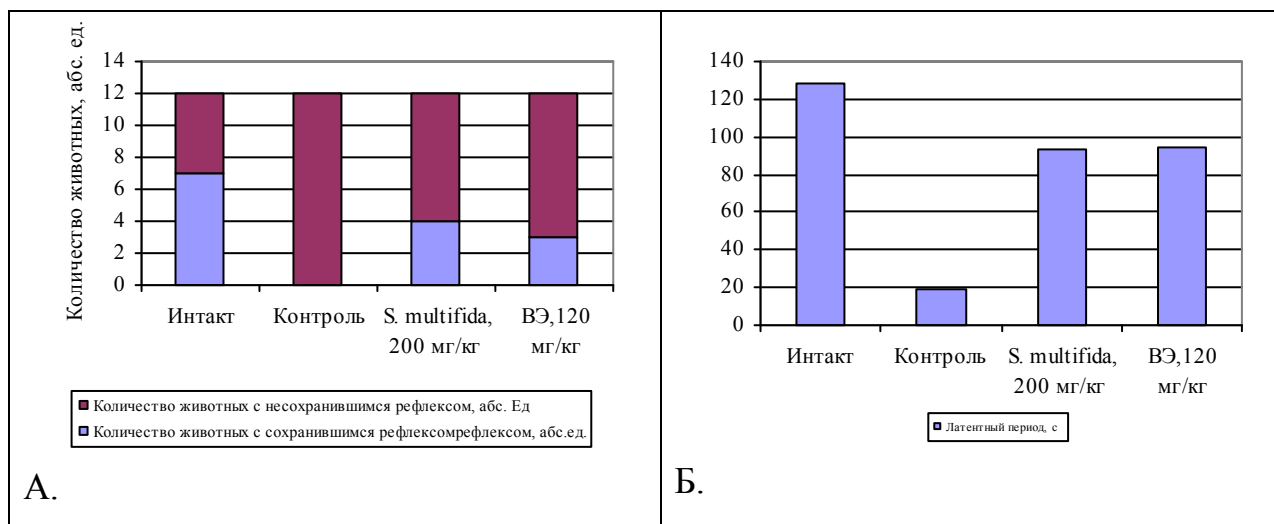 Количество животных, абс. ед.
14
12
10
8
6
4
2
0
Интакт
Контроль
S. multifida,
200 мг/кг
ВЭ,120
мг/кг
Количество животных с несохранившимся рефлексом, абс. Ед
Количество животных с сохранившимся рефлексомрефлексом, абс.ед.
А.
140
120
100
80
60
40
20
0
Интакт
Контроль
S. multifida,
200 мг/кг
ВЭ,120
мг/кг
Латентный период, с
Б.